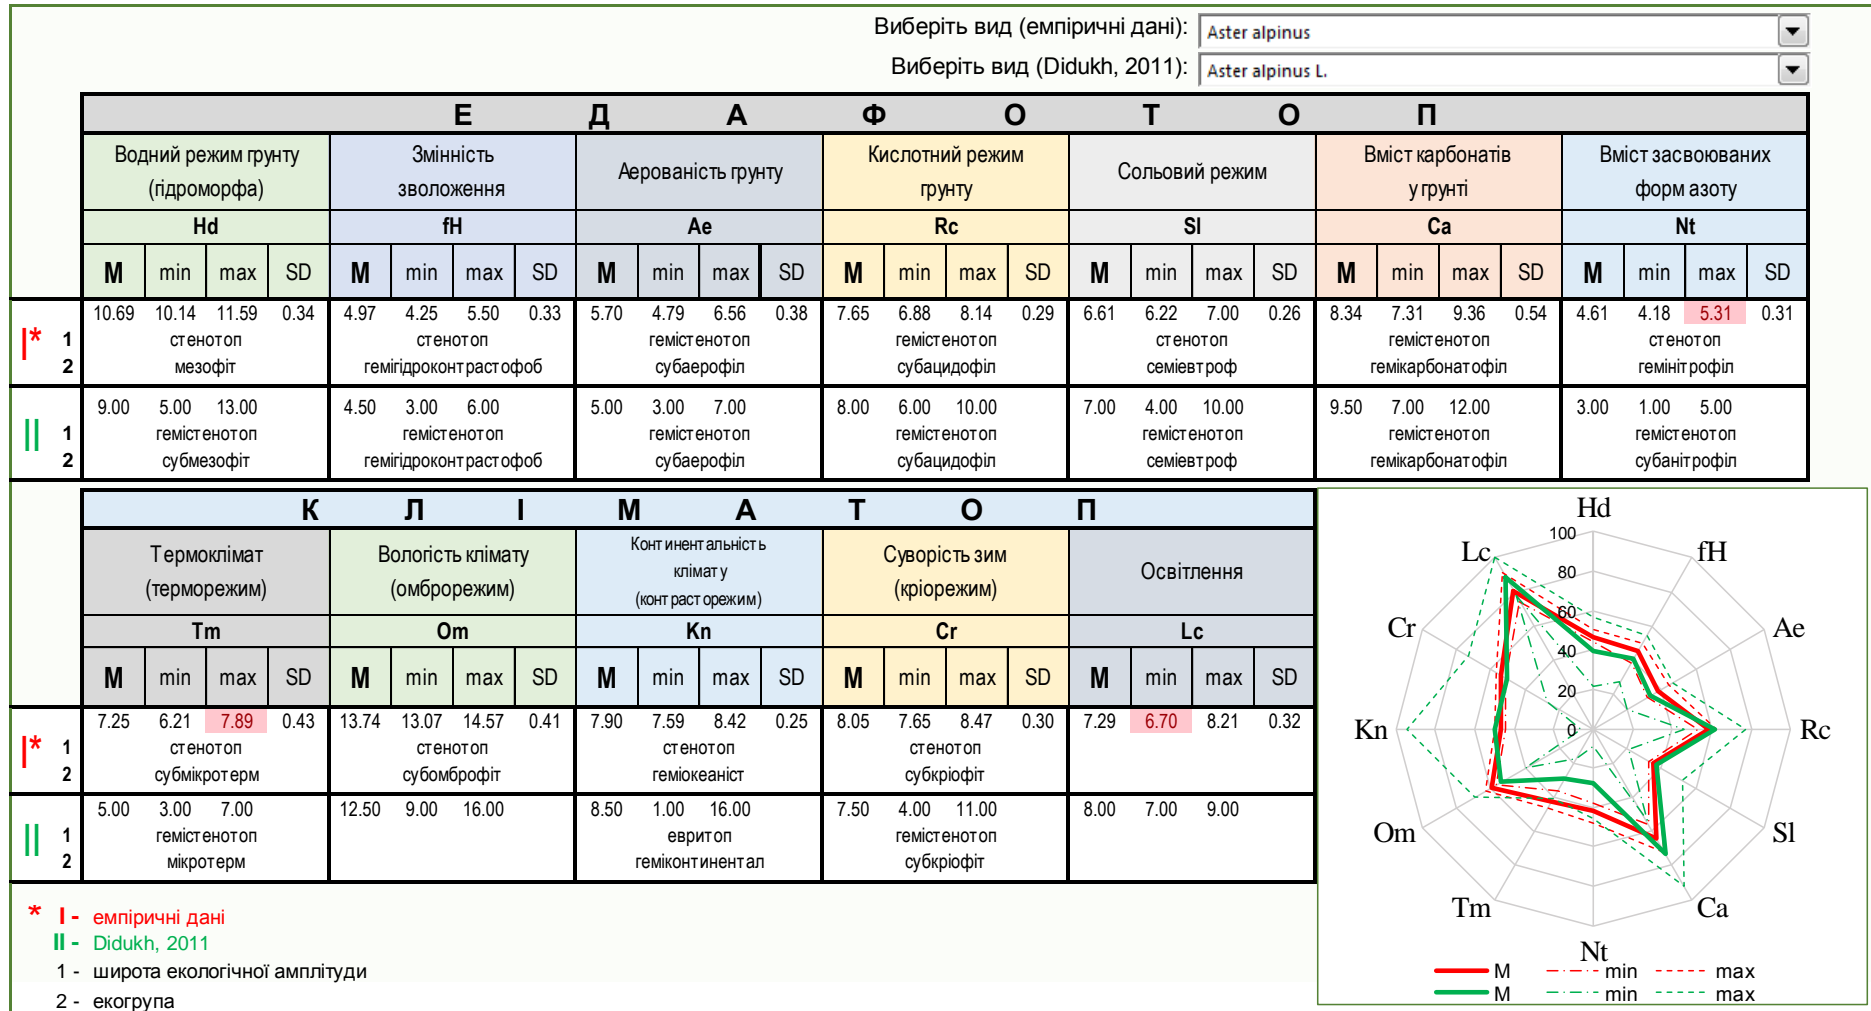 Виберіть вид (емпіричні дані): Aster alpinus
Виберіть вид (Didukh, 2011): Aster alpinus L.
Е Д А Ф О Т О П
Водний режим грунту (гідроморфа) Змінність зволоження Аерованість грунту Кислотний режим грунту Сольовий режим Вміст карбонатів у грунті Вміст засвоюваних форм азоту
Hd fH Ae Rc Sl Ca Nt
M min max SD M min max SD M min max SD M min max SD M min max SD M min max SD M min max SD
I* 10.69 10.14 11.59 0.34 4.97 4.25 5.50 0.33 5.70 4.79 6.56 0.38 7.65 6.88 8.14 0.29 6.61 6.22 7.00 0.26 8.34 7.31 9.36 0.54 4.61 4.18 5.31 0.31
1 стенотоп стенотоп гемістенотоп гемістенотоп стенотоп гемістенотоп стенотоп
2 мезофіт гемігідроконтрастофоб субаерофіл субацидофіл семіевтроф гемікарбонатофіл гемінітрофіл
II 9.00 5.00 13.00 4.50 3.00 6.00 5.00 3.00 7.00 8.00 6.00 10.00 7.00 4.00 10.00 9.50 7.00 12.00 3.00 1.00 5.00
1 гемістенотоп гемістенотоп гемістенотоп гемістенотоп гемістенотоп гемістенотоп гемістенотоп
2 субмезофіт гемігідроконтрастофоб субаерофіл субацидофіл семіевтроф гемікарбонатофіл субанітрофіл
К Л І М А Т О П
Термоклімат (терморежим) Вологість клімату (омброрежим) Континентальність клімату (контрасторежим) Суворість зим (кріорежим) Освітлення
Tm Om Kn Cr Lc
M min max SD M min max SD M min max SD M min max SD M min max SD
I* 7.25 6.21 7.89 0.43 13.74 13.07 14.57 0.41 7.90 7.59 8.42 0.25 8.05 7.65 8.47 0.30 7.29 6.70 8.21 0.32
1 стенотоп стенотоп стенотоп стенотоп
2 субмікротерм субомброфіт геміокеаніст субкріофіт
II 5.00 3.00 7.00 12.50 9.00 16.00 8.50 1.00 16.00 7.50 4.00 11.00 8.00 7.00 9.00
1 гемістенотоп евритоп гемістенотоп
2 мікротерм геміконтинентал субкріофіт
* I - емпіричні дані
II - Didukh, 2011
1 - широта екологічної амплітуди
2 - екогрупа
Hd
fH
Ae
Rc
Sl
Ca
Nt
Tm
Om
Kn
Cr
Lc
100
80
60
40
20
0
M min max
M min max